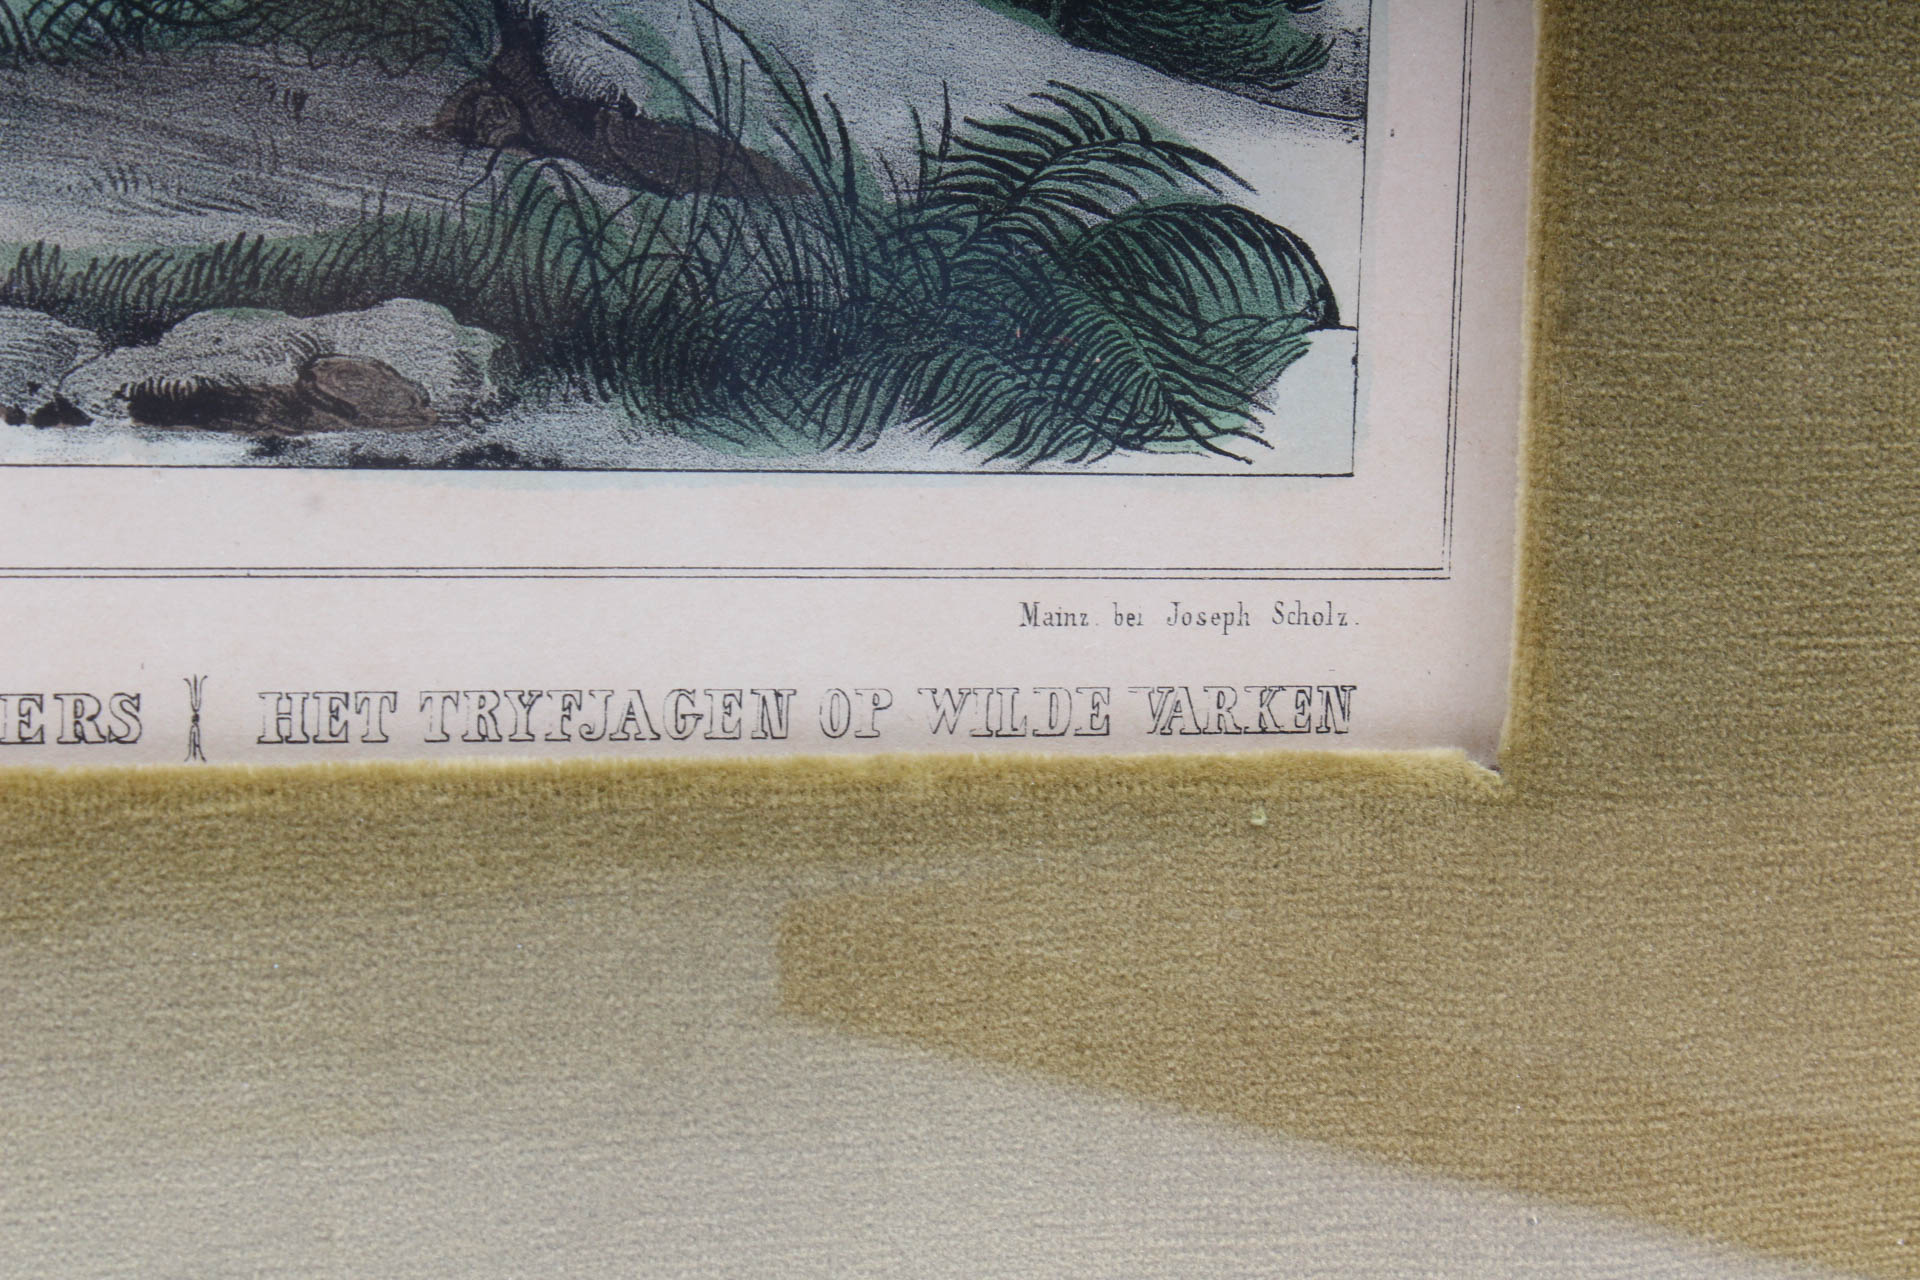 Mainz. bei Joseph Scholz.
ERS HET TRYFJAGEN OP WILDE VARKEN